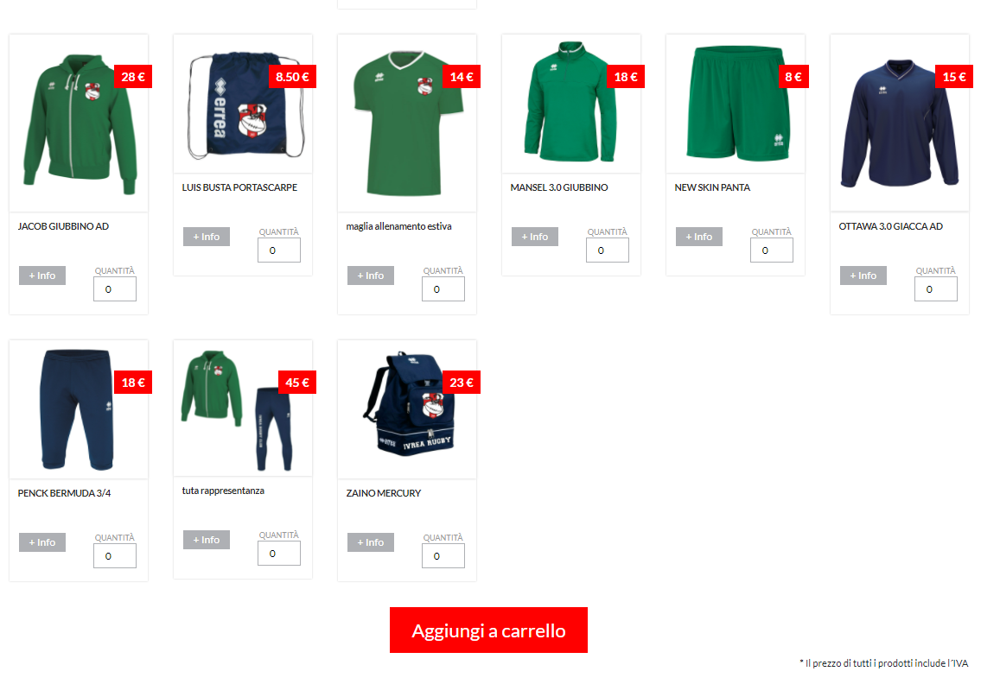 28 €
8.50 €
14 €
18 €
8 €
15 €
errea
JACOB GIUBBINO AD
LUIS BUSTA PORTASCARPE
maglia allenamento estiva
MANSEL 3.0 GIUBBINO
NEW SKIN PANTA
OTTAWA 3.0 GIACCA AD
+ Info QUANTITÀ 0
+ Info QUANTITÀ 0
+ Info QUANTITÀ 0
+ Info QUANTITÀ 0
+ Info QUANTITÀ 0
+ Info QUANTITÀ 0
18 €
45 €
23 €
IVREA RUGBY
PENCK BERMUDA 3/4
tuta rappresentanza
ZAINO MERCURY
+ Info QUANTITÀ 0
+ Info QUANTITÀ 0
+ Info QUANTITÀ 0
Aggiungi a carrello
* Il prezzo di tutti i prodotti include l´IVA